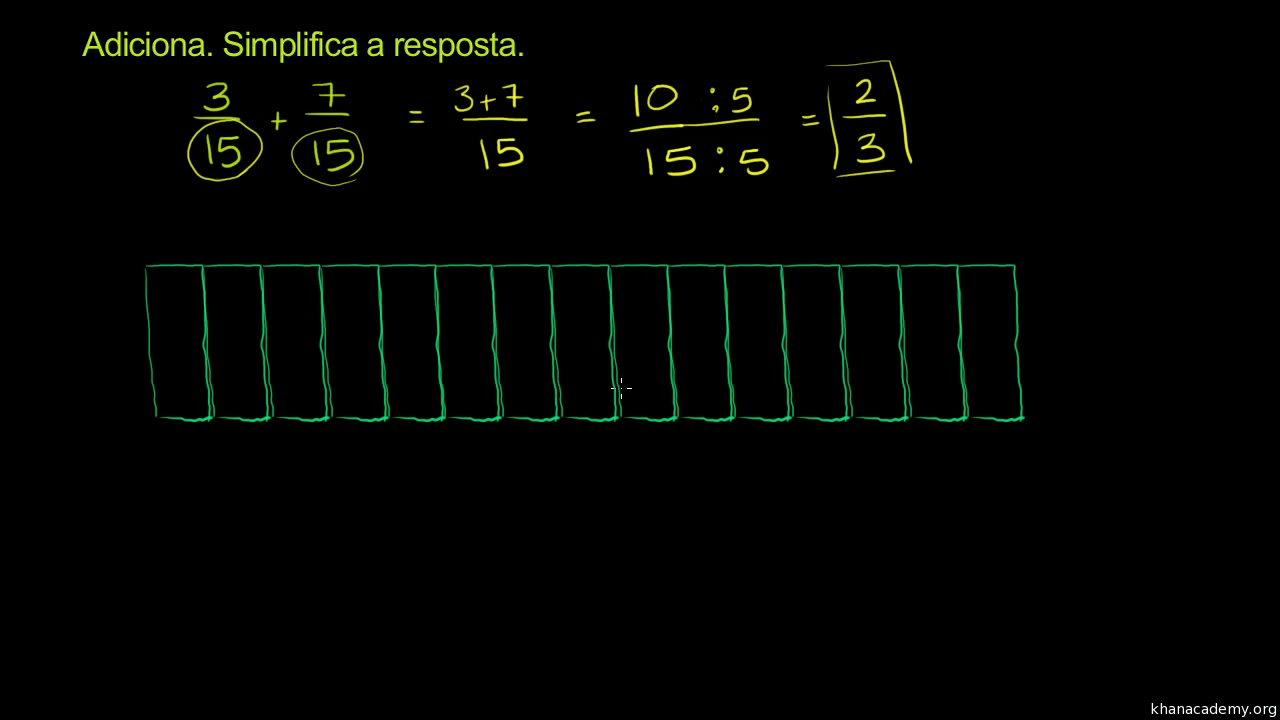 Adiciona. Simplifica a resposta.
3/15 + 7/15 = 3+7/15 = 10 :5/15 :5 = 2/3
khanacademy.org